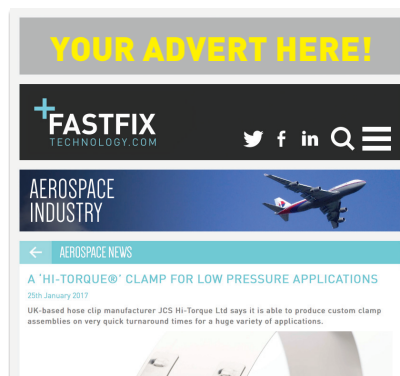 YOUR ADVERT HERE!
FASTFIX
TECHNOLOGY.COM
AEROSPACE
INDUSTRY
AEROSPACE NEWS
A ‘HI-TORQUE®’ CLAMP FOR LOW PRESSURE APPLICATIONS
25th January 2017
UK-based hose clip manufacturer JCS Hi-Torque Ltd says it is able to produce custom clamp
assemblies on very quick turnaround times for a huge variety of applications.